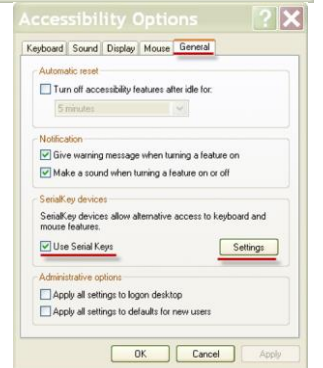 Accessibility Options
Keyboard Sound Display Mouse General
Automatic reset
Turn off accessibility features after idle for:
5 minutes
Notification
Give warning message when turning a feature on
Make a sound when turning a feature on or off
SerialKey devices
SerialKey devices allow alternative access to keyboard and
mouse features.
Use Serial Keys Settings
Administrative options
Apply all settings to logon desktop
Apply all settings to defaults for new users
OK Cancel Apply